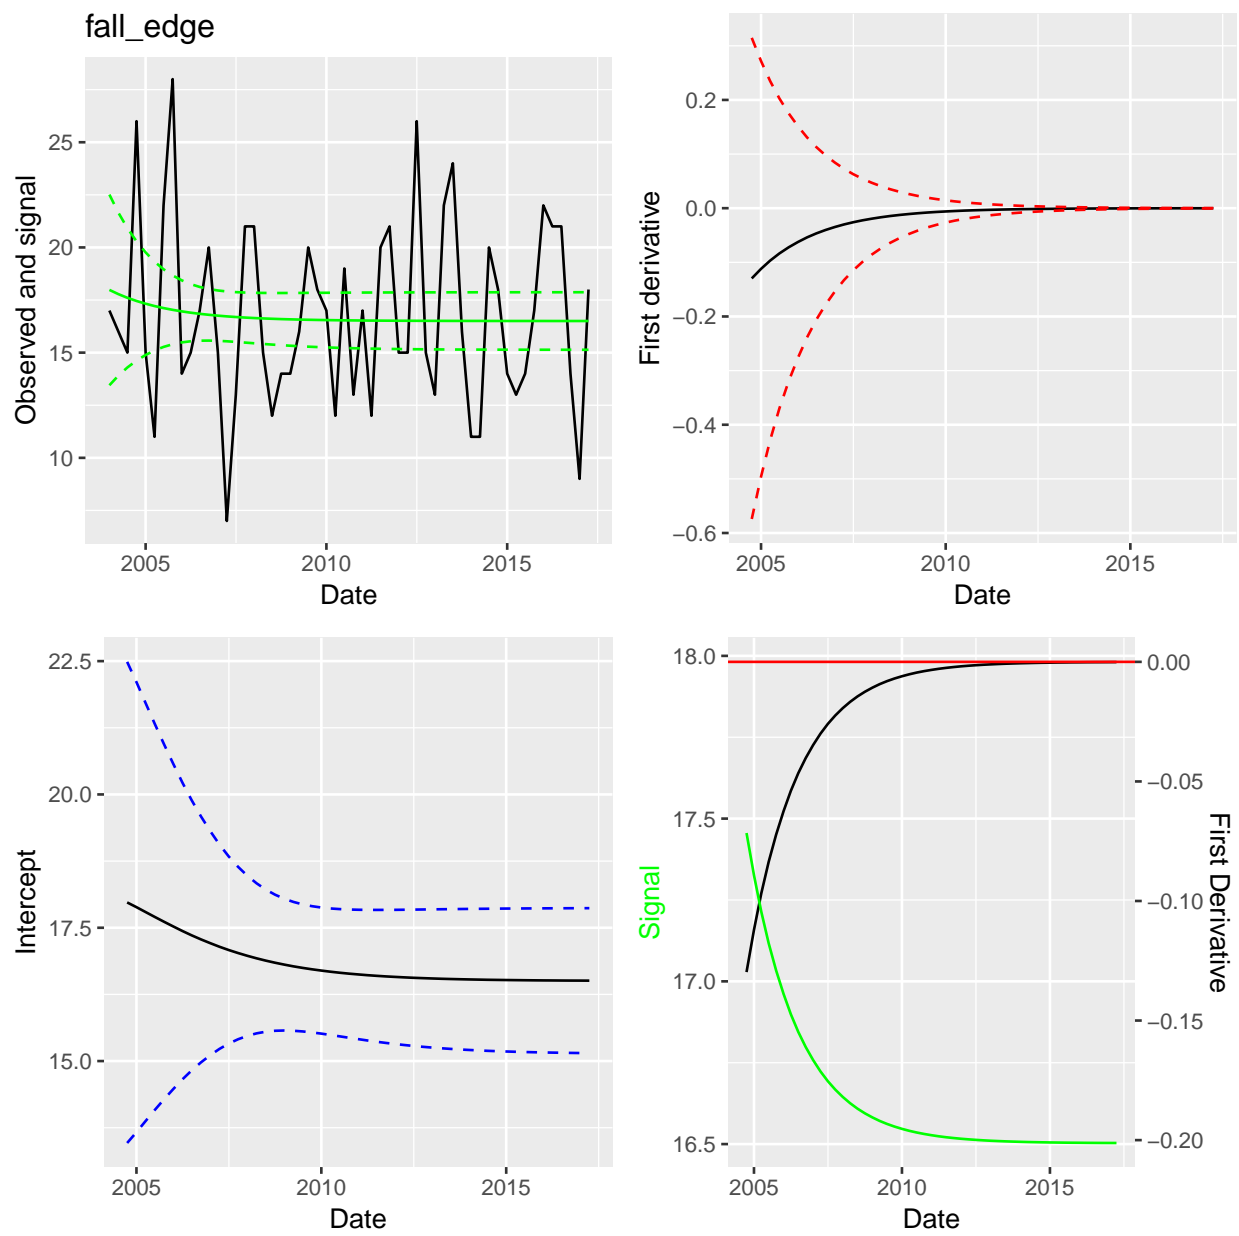 fall_edge
Observed and signal
25
20
15
10
2005 2010 2015
Date
First derivative
0.2
0.0
−0.2
−0.4
−0.6
2005 2010 2015
Date
Intercept
22.5
20.0
17.5
15.0
2005 2010 2015
Date
Signal
18.0
17.5
17.0
16.5
0.00
−0.05
−0.10
−0.15
−0.20
First Derivative
2005 2010 2015
Date